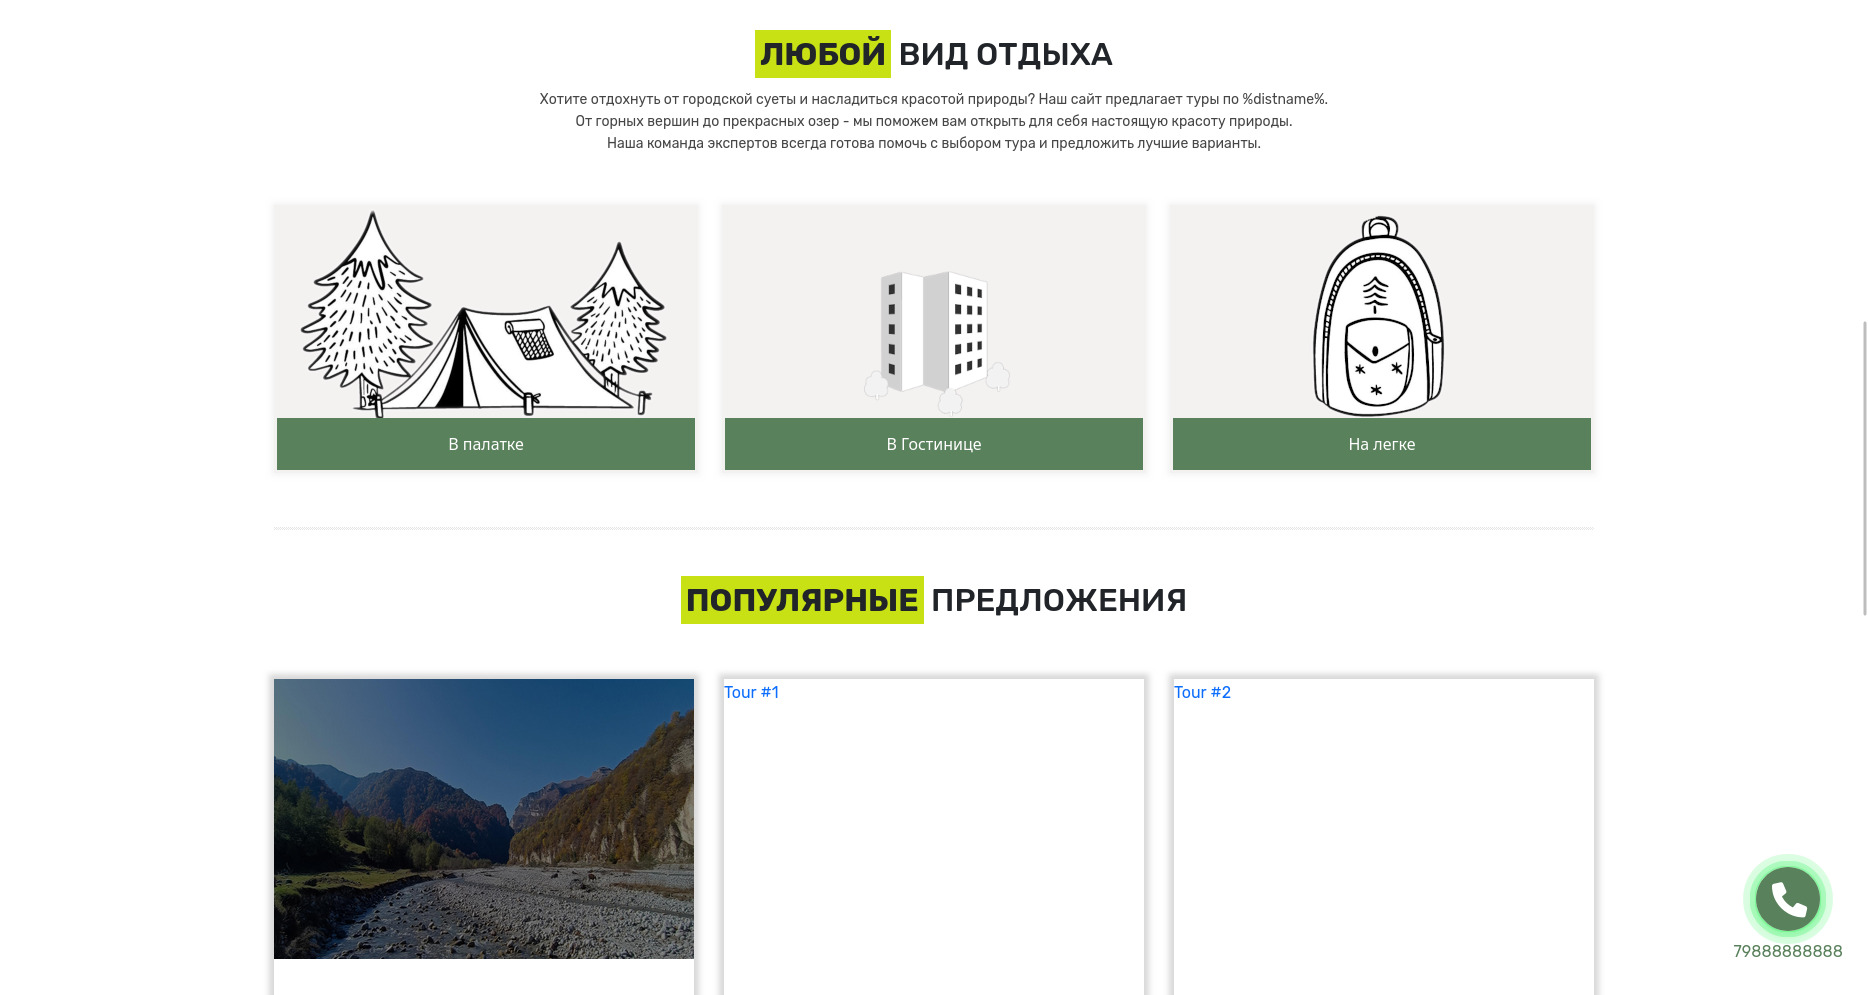 ЛЮБОЙ ВИД ОТДЫХА
Хотите отдохнуть от городской суеты и насладиться красотой природы? Наш сайт предлагает туры по %distname%.
От горных вершин до прекрасных озер - мы поможем вам открыть для себя настоящую красоту природы.
Наша команда экспертов всегда готова помочь с выбором тура и предложить лучшие варианты.
В палатке
В Гостинице
На легке
ПОПУЛЯРНЫЕ ПРЕДЛОЖЕНИЯ
Tour #1
Tour #2
79888888888